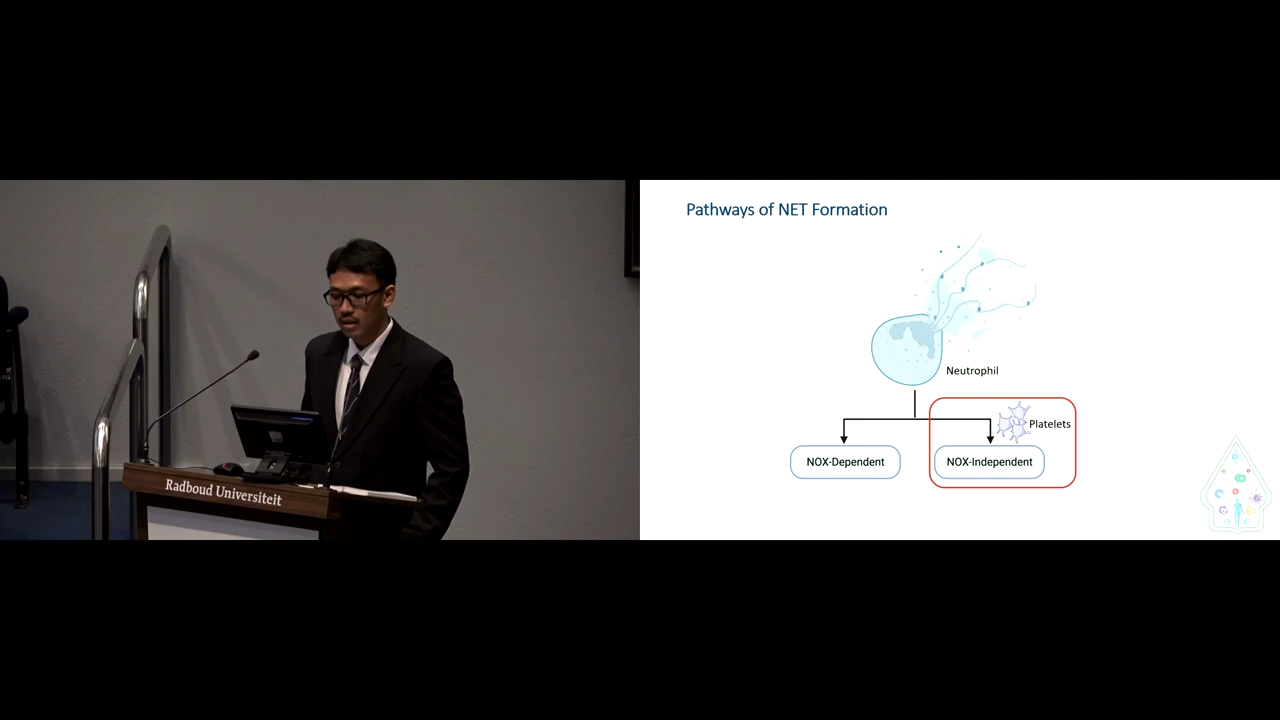 Pathways of NET Formation
Neutrophil
Platelets
NOX-Dependent
NOX-Independent
Radboud Universiteit